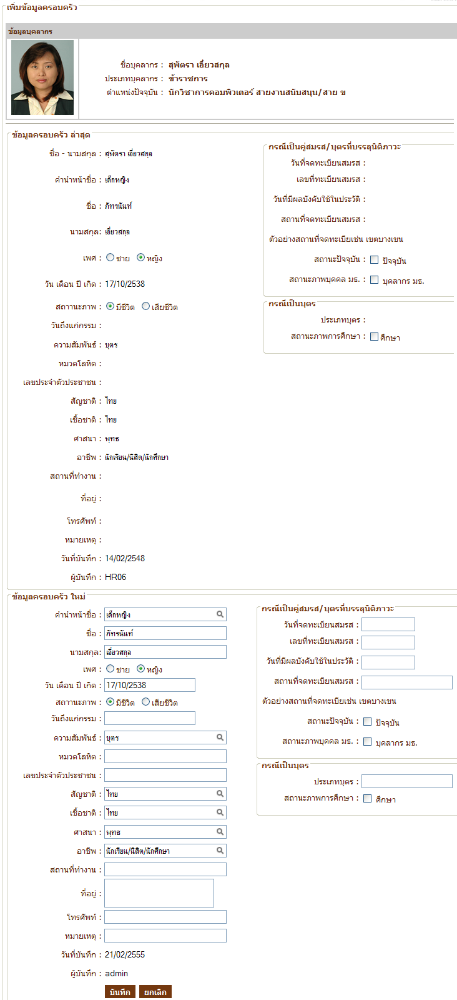 เพิ่มข้อมูลครอบครัว
ข้อมูลบุคลากร
ชื่อบุคลากร : สุพัตรา เอี่ยวสกุล
ประเภทบุคลากร : ข้าราชการ
ตำแหน่งปัจจุบัน : นักวิชาการคอมพิวเตอร์ สายงานสนับสนุน/สาย ข
ข้อมูลครอบครัว ล่าสุด
ชื่อ - นามสกุล : สุพัตรา เอี่ยวสกุล
คำนำหน้าชื่อ : เด็กหญิง
ชื่อ : ภัทรนันท์
นามสกุล: เอี่ยวสกุล
เพศ : ชาย หญิง
วัน เดือน ปี เกิด : 17/10/2538
สถาานะภาพ : มีชีวิต เสียชีวิต
วันถึงแก่กรรม :
ความสัมพันธ์ : บุตร
หมวดโลหิต :
เลขประจำตัวประชาชน :
สัญชาติ : ไทย
เชื้อชาติ : ไทย
ศาสนา : พุทธ
อาชีพ : นักเรียน/นิสิต/นักศึกษา
สถานที่ทำงาน :
ที่อยู่ :
โทรศัพท์ :
หมายเหตุ :
วันที่บันทึก : 14/02/2548
ผู้บันทึก : HR06
กรณีเป็นคู่สมรส/บุตรที่บรรลุนิติภาวะ
วันที่จดทะเบียนสมรส :
เลขที่ทะเบียนสมรส :
วันที่มีผลบังคับใช้ในประวัติ :
สถานที่จดทะเบียนสมรส :
ตัวอย่างสถานที่จดทะเบียเช่น เขตบางเขน
สถานะปัจจุบัน : ปัจจุบัน
สถานะภาพบุคคล มธ. : บุคลากร มธ.
กรณีเป็นบุตร
ประเภทบุตร :
สถานะภาพการศึกษา : ศึกษา
ข้อมูลครอบครัว ใหม่
คำนำหน้าชื่อ : เด็กหญิง
ชื่อ : ภัทรนันท์
นามสกุล: เอี่ยวสกุล
เพศ : ชาย หญิง
วัน เดือน ปี เกิด : 17/10/2538
สถาานะภาพ : มีชีวิต เสียชีวิต
วันถึงแก่กรรม :
ความสัมพันธ์ : บุตร
หมวดโลหิต :
เลขประจำตัวประชาชน :
สัญชาติ : ไทย
เชื้อชาติ : ไทย
ศาสนา : พุทธ
อาชีพ : นักเรียน/นิสิต/นักศึกษา
สถานที่ทำงาน :
ที่อยู่ :
โทรศัพท์ :
หมายเหตุ :
วันที่บันทึก : 21/02/2555
ผู้บันทึก : admin
บันทึก ยกเลิก
กรณีเป็นคู่สมรส/บุตรที่บรรลุนิติภาวะ
วันที่จดทะเบียนสมรส :
เลขที่ทะเบียนสมรส :
วันที่มีผลบังคับใช้ในประวัติ :
สถานที่จดทะเบียนสมรส :
ตัวอย่างสถานที่จดทะเบียเช่น เขตบางเขน
สถานะปัจจุบัน : ปัจจุบัน
สถานะภาพบุคคล มธ. : บุคลากร มธ.
กรณีเป็นบุตร
ประเภทบุตร :
สถานะภาพการศึกษา : ศึกษา